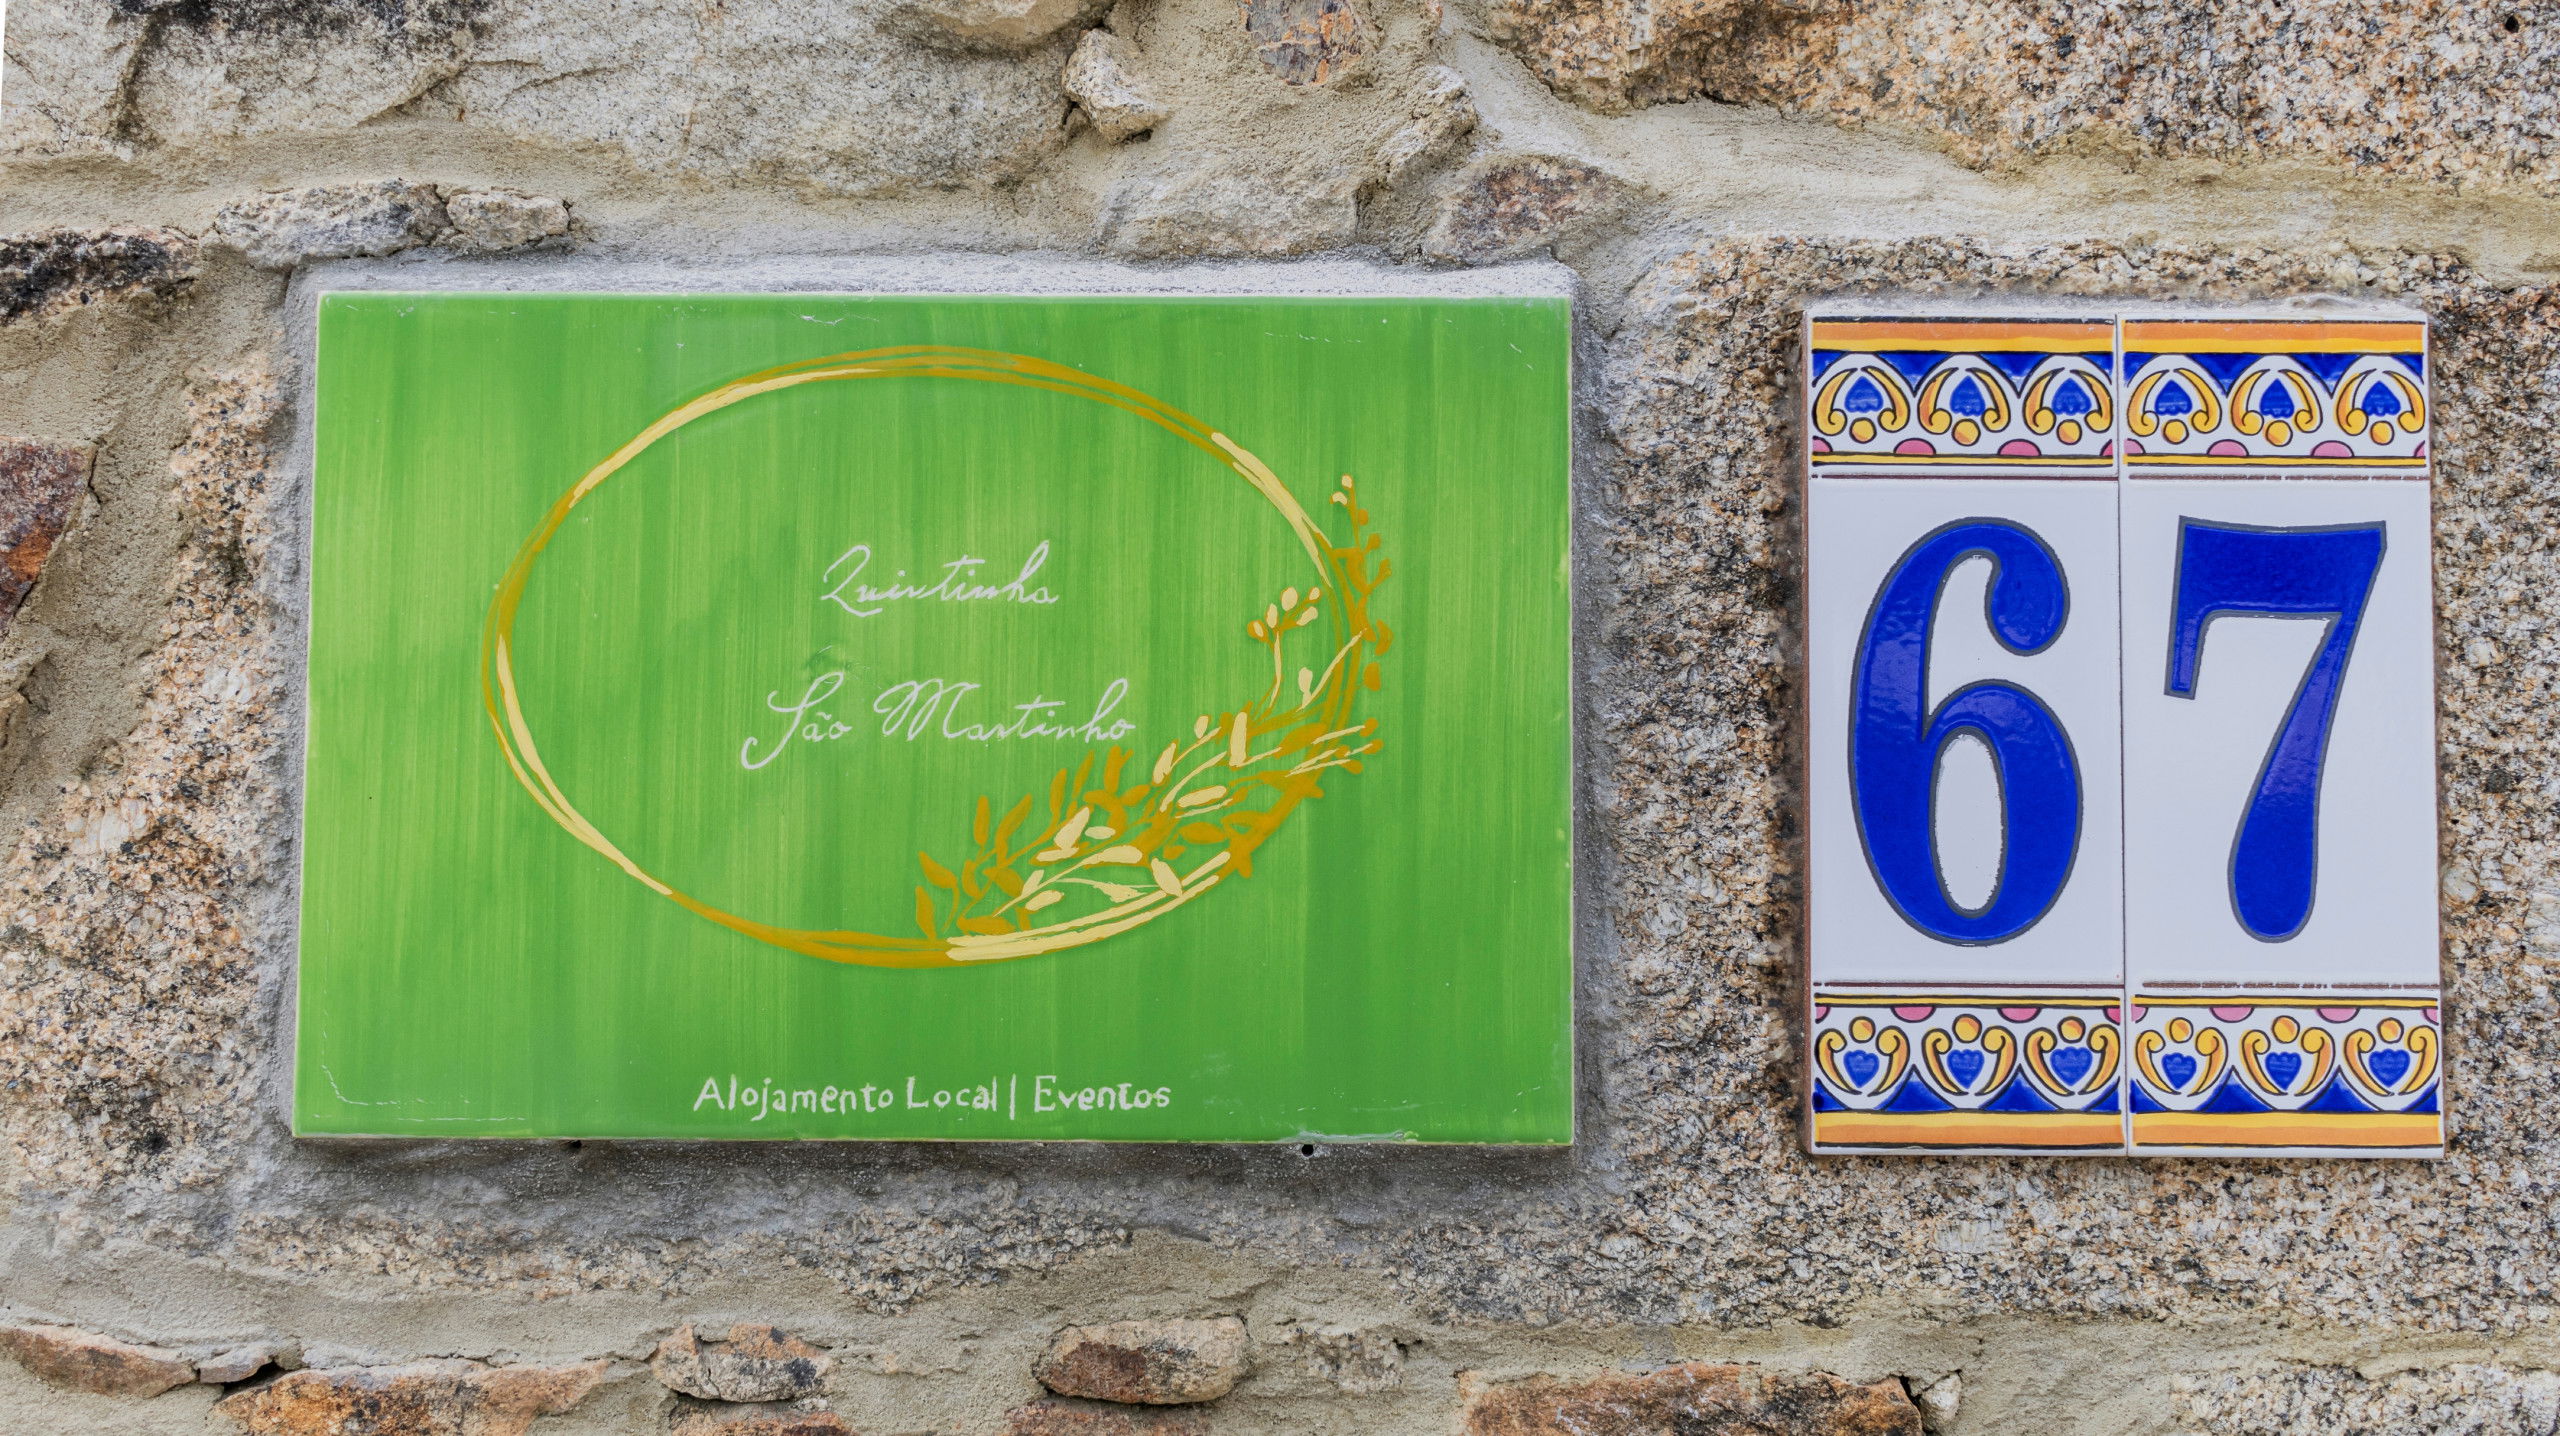 Quintinha
São Martinho
Alojamento Local | Eventos
67